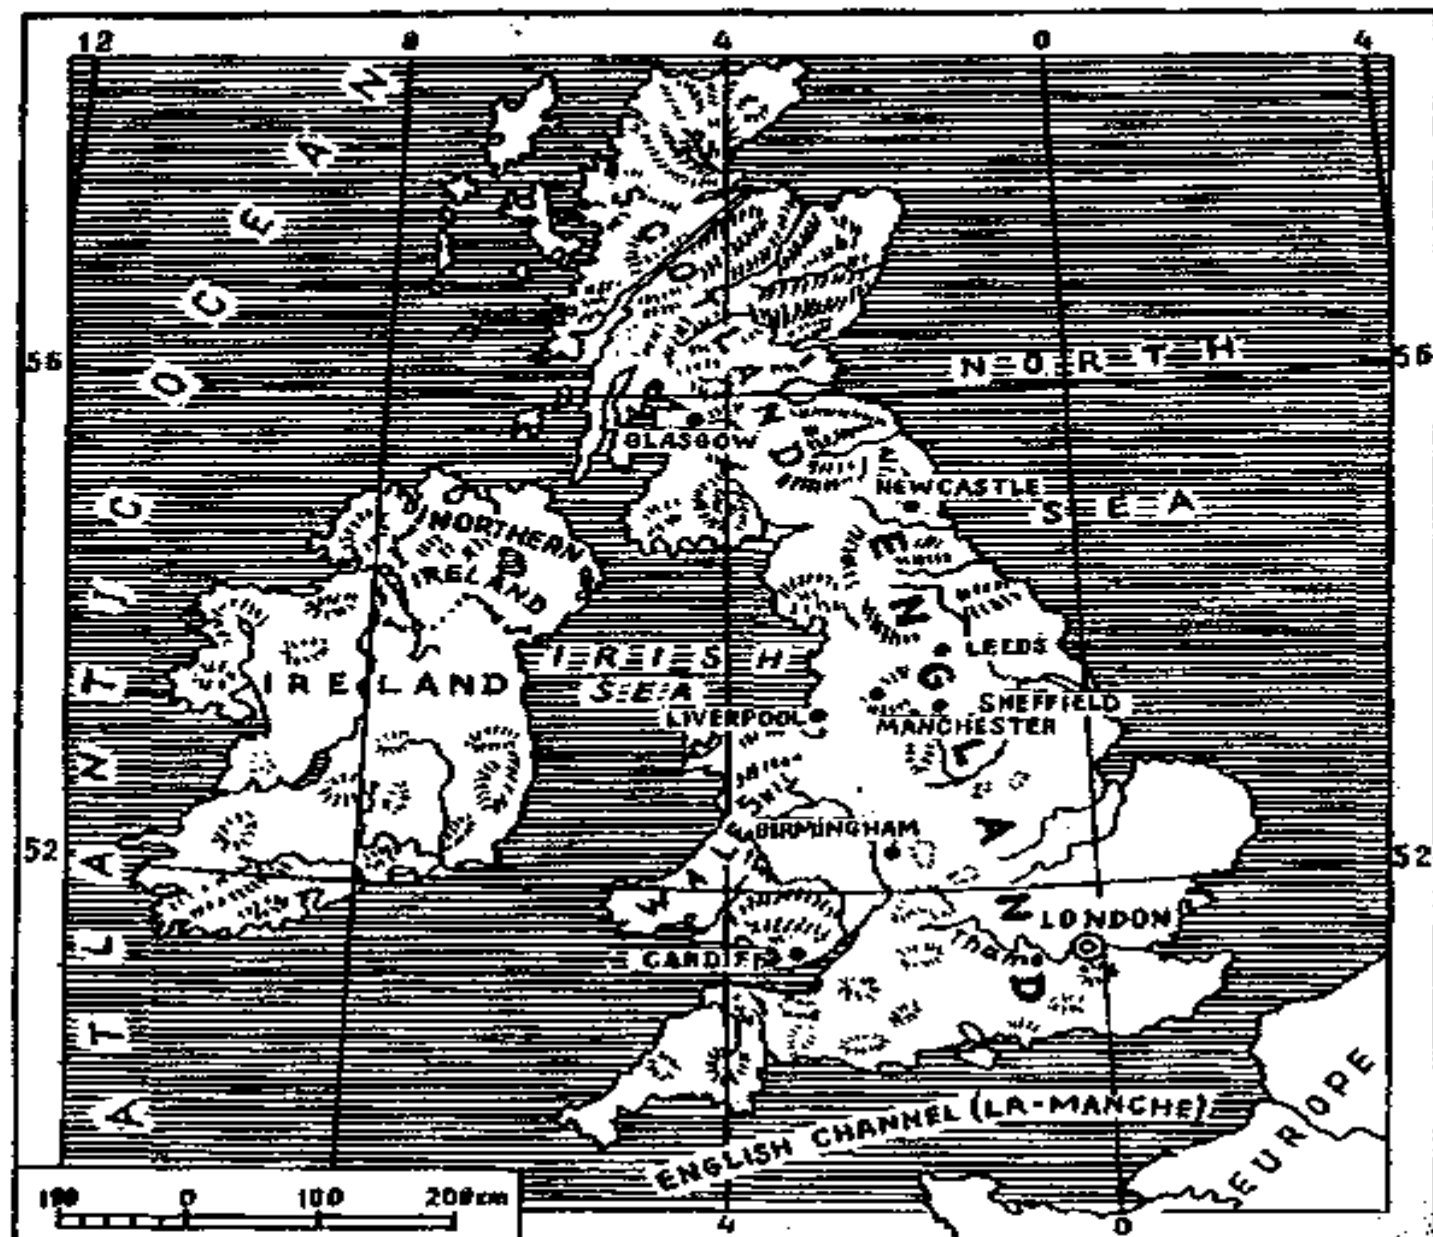 12 8 4 0 4
ATLANTIC OCEAN
SCOTLAND
56 NORTH 56
GLASGOW
NEWCASTLE
SEA
NORTHERN
IRELAND
ENGLAND
LEEDS
IRISH
SEA
IRELAND
SHEFFIELD
LIVERPOOL
MANCHESTER
WALES
BIRMINGHAM
52 52
LONDON
Thame
CARDIFF
ENGLISH CHANNEL (LA-MANCHE)
EUROPE
100 0 100 200 km
4 0